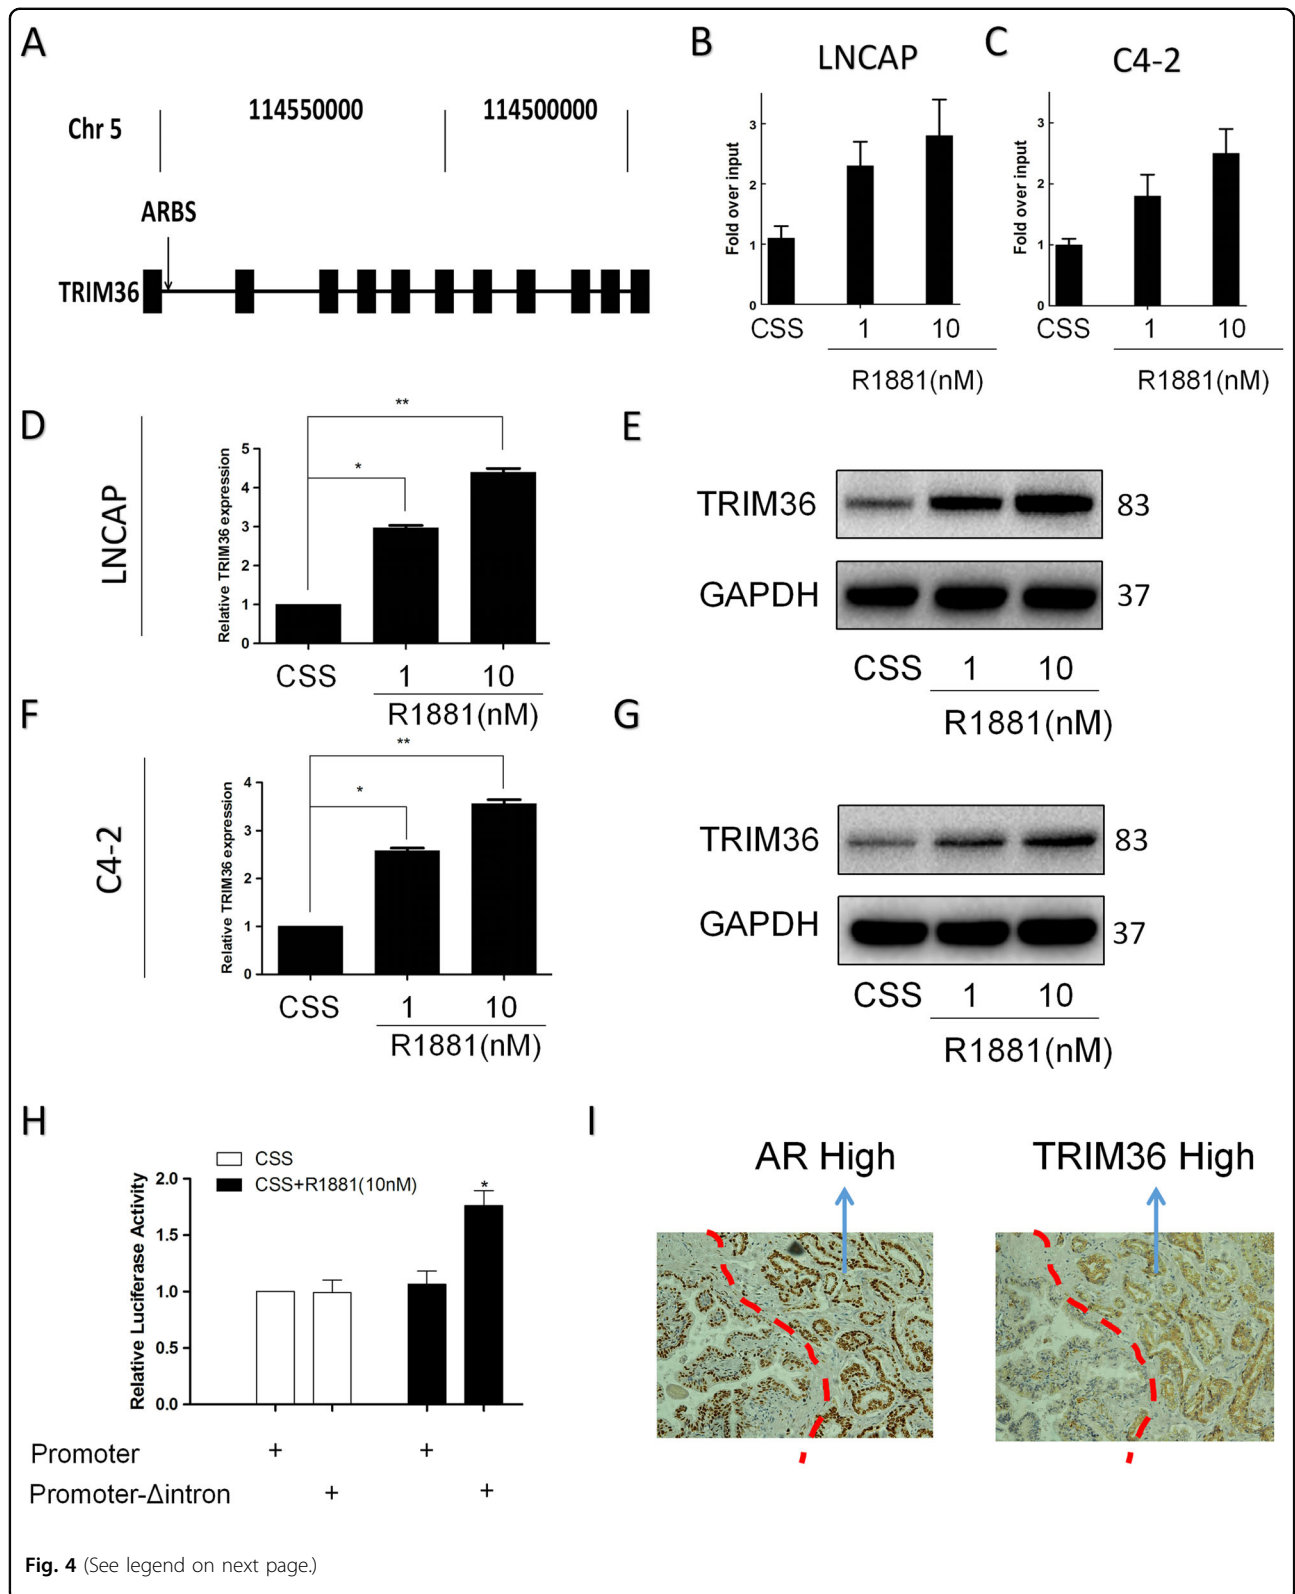 A
Chr 5
114550000
114500000
ARBS
TRIM36
B
LNCAP
Fold over input
3
2
1
0
CSS
1
10
R1881(nM)
C
C4-2
Fold over input
3
2
1
0
CSS
1
10
R1881(nM)
D
LNCAP
Relative TRIM36 expression
5
4
3
2
1
0
*
**
CSS
1
10
R1881(nM)
E
TRIM36
83
GAPDH
37
CSS
1
10
R1881(nM)
F
C4-2
Relative TRIM36 expression
4
3
2
1
0
*
**
CSS
1
10
R1881(nM)
G
TRIM36
83
GAPDH
37
CSS
1
10
R1881(nM)
H
CSS
CSS+R1881(10nM)
Relative Luciferase Activity
2.0
1.5
1.0
0.5
0.0
*
Promoter + +
Promoter-Δintron + +
I
AR High
TRIM36 High
Fig. 4 (See legend on next page.)